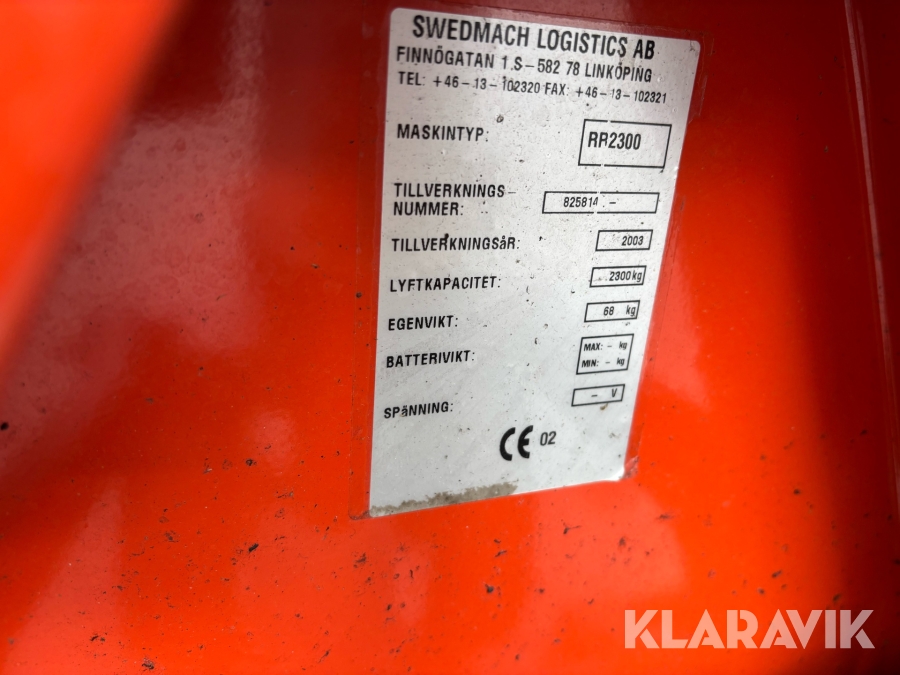 SWEDMACH LOGISTICS AB
FINNÖGATAN 1.S-582 78 LINKÖPING
TEL: +46-13-102320 FAX: +46-13-102321
MASKINTYP: RR2300
TILLVERKNINGS-
NUMMER: 825814 -
TILLVERKNINGSåR: 2003
LYFTKAPACITET: 2300kg
EGENVIKT: 68 kg
BATTERIVIKT: MAX: - kg
MIN: - kg
SPäNNING: - V
CE 02
KLARAVIK